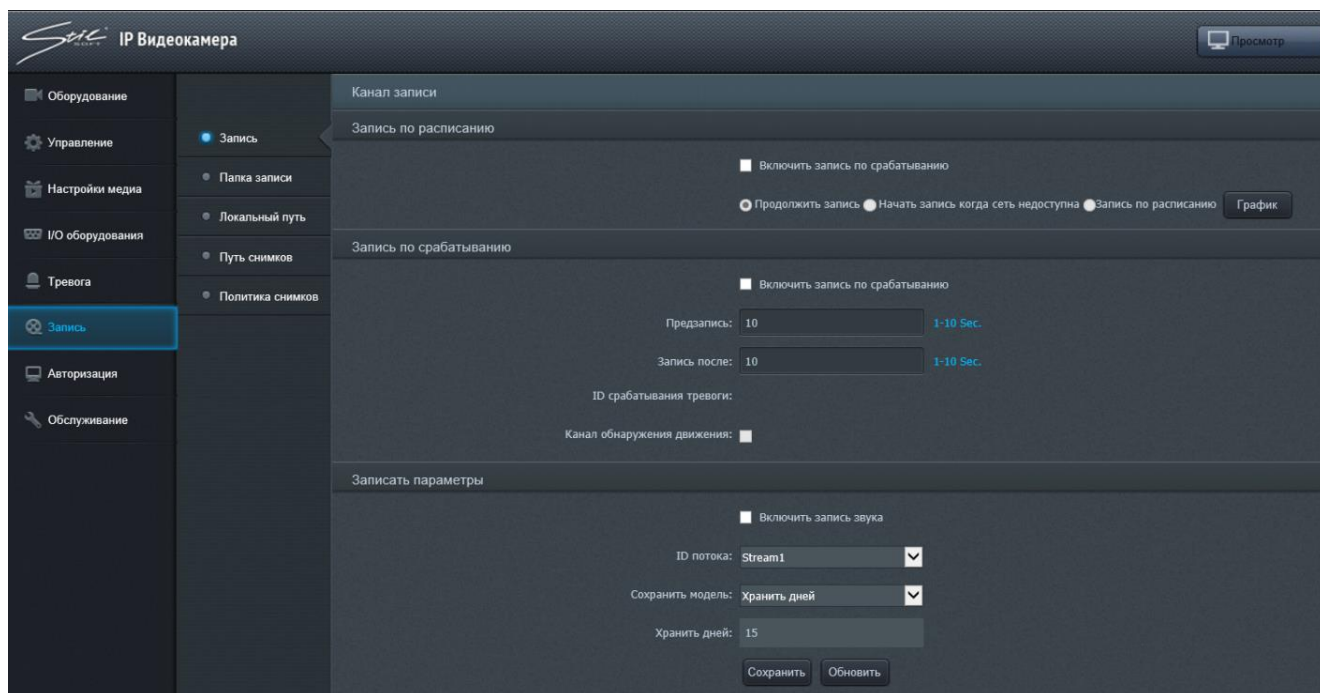 Stil SOFT IP Видеокамера
Просмотр
Оборудование
Управление
Настройки медиа
I/O оборудования
Тревога
Запись
Авторизация
Обслуживание
Запись
Папка записи
Локальный путь
Путь снимков
Политика снимков
Канал записи
Запись по расписанию
Включить запись по срабатыванию
Продолжить запись Начать запись когда сеть недоступна Запись по расписанию График
Запись по срабатыванию
Включить запись по срабатыванию
Предзапись: 10 1-10 Sec.
Запись после: 10 1-10 Sec.
ID срабатывания тревоги:
Канал обнаружения движения:
Записать параметры
Включить запись звука
ID потока: Stream1
Сохранить модель: Хранить дней
Хранить дней: 15
Сохранить Обновить